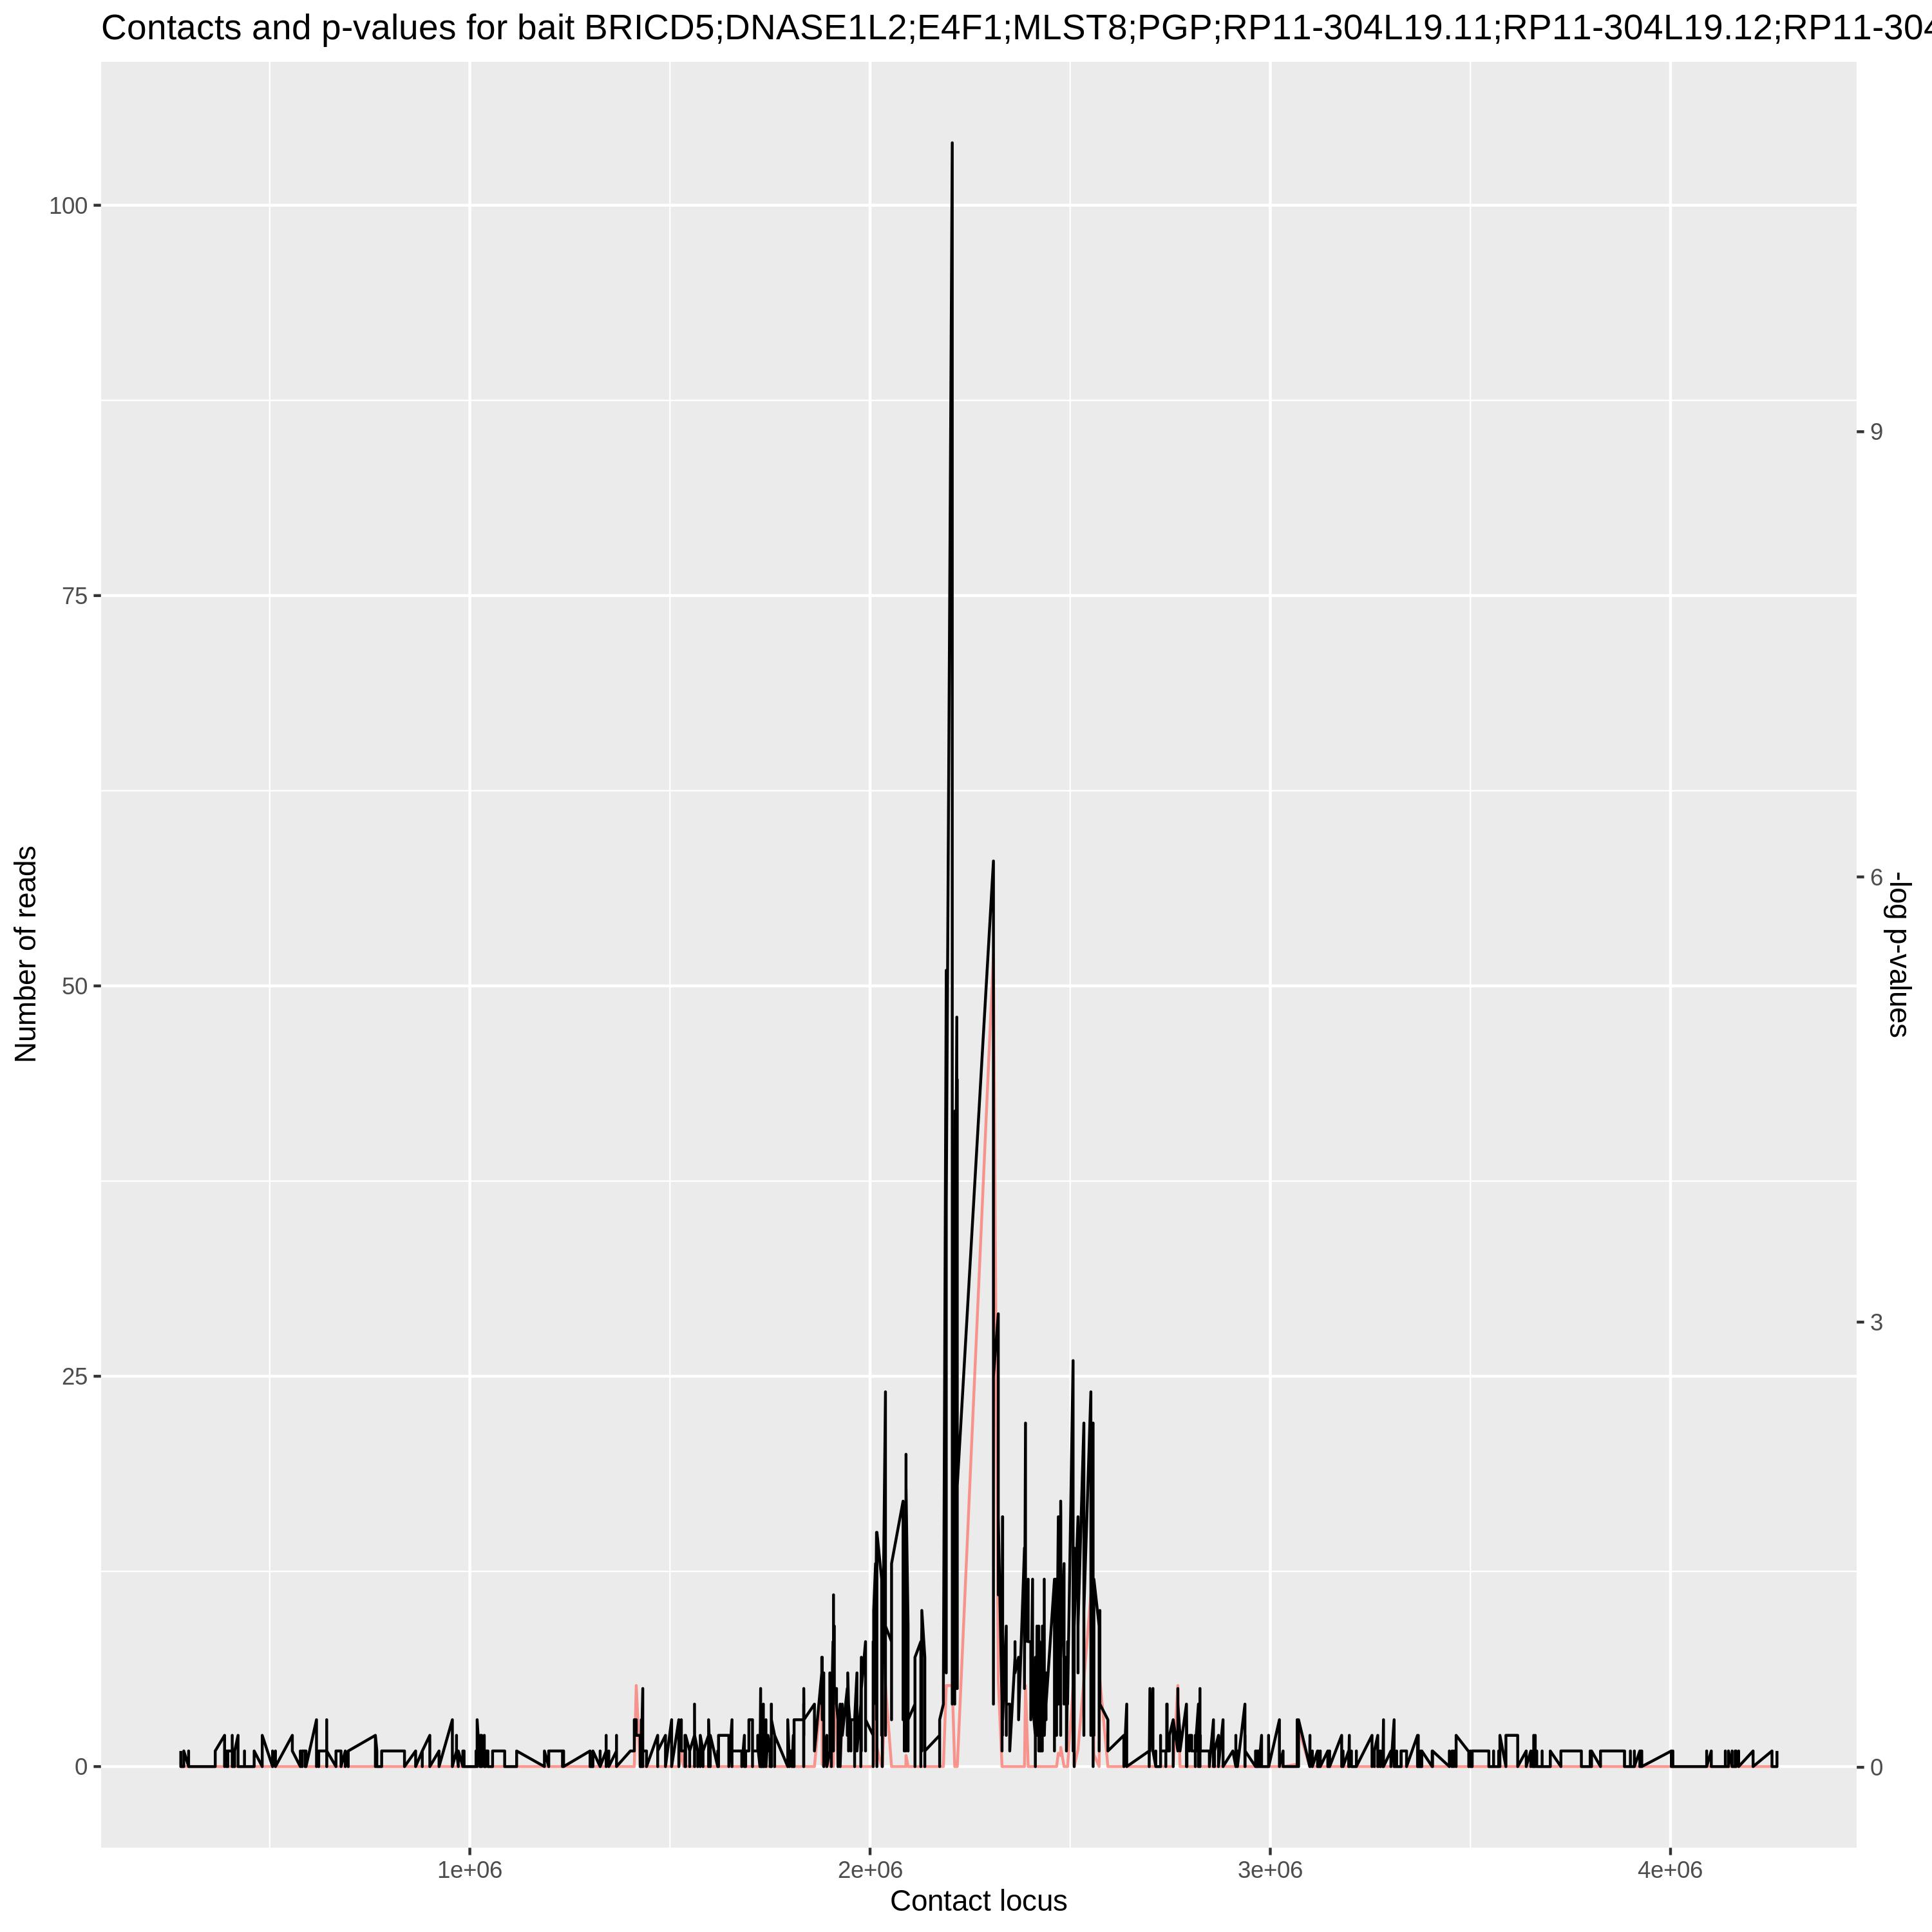 Contacts and p-values for bait BRICD5;DNASE1L2;E4F1;MLST8;PGP;RP11-304L19.11;RP11-304L19.12;RP11-304
100
75
50
25
0
Number of reads
9
6
3
0
-log p-values
1e+06 2e+06 3e+06 4e+06
Contact locus